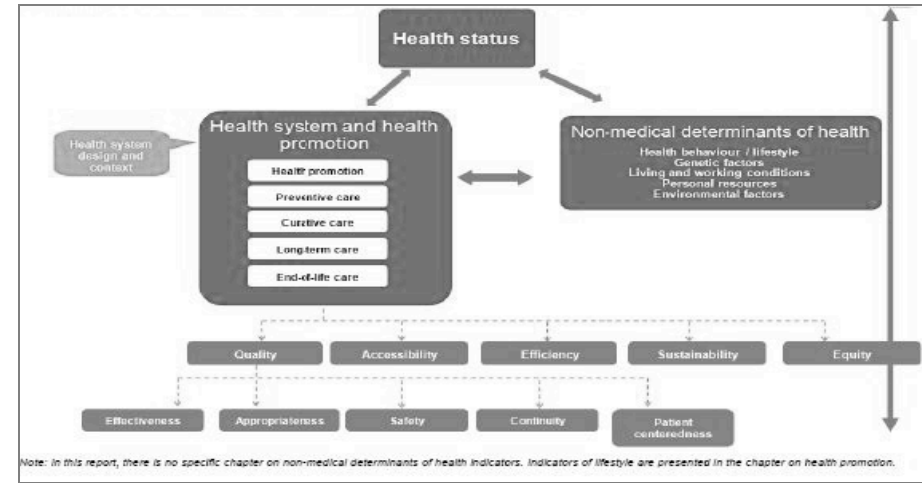 Health status
Health system
design and
context
Health system and health
promotion
Health promotion
Preventive care
Curative care
Long-term care
End-of-life care
Non-medical determinants of health
Health behaviour / lifestyle
Genetic factors
Living and working conditions
Personal resources
Environmental factors
Quality
Accessibility
Efficiency
Sustainability
Equity
Effectiveness
Appropriateness
Safety
Continuity
Patient
centeredness
Note: In this report, there is no specific chapter on non-medical determinants of health indicators. Indicators of lifestyle are presented in the chapter on health promotion.